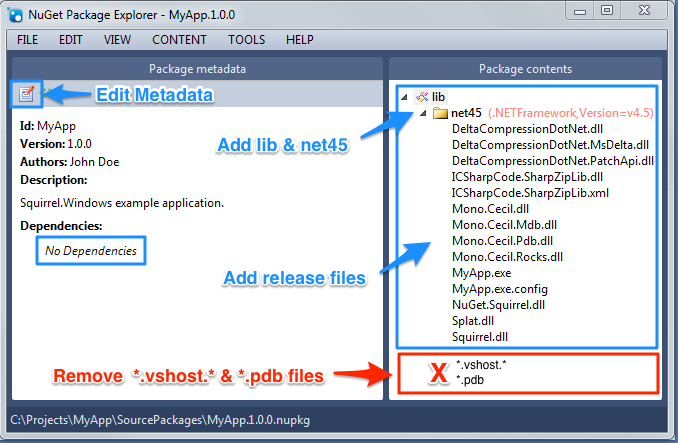 NuGet Package Explorer - MyApp.1.0.0
FILE EDIT VIEW CONTENT TOOLS HELP
Package metadata
Edit Metadata
Id: MyApp
Version: 1.0.0
Authors: John Doe
Description:
Squirrel.Windows example application.
Dependencies:
No Dependencies
Package contents
lib
net45 (.NETFramework,Version=v4.5)
Add lib & net45
DeltaCompressionDotNet.dll
DeltaCompressionDotNet.MsDelta.dll
DeltaCompressionDotNet.PatchApi.dll
ICSharpCode.SharpZipLib.dll
ICSharpCode.SharpZipLib.xml
Mono.Cecil.dll
Mono.Cecil.Mdb.dll
Mono.Cecil.Pdb.dll
Mono.Cecil.Rocks.dll
Add release files
MyApp.exe
MyApp.exe.config
NuGet.Squirrel.dll
Splat.dll
Squirrel.dll
Remove *.vshost.* & *.pdb files
X
*.vshost.*
*.pdb
C:\Projects\MyApp\SourcePackages\MyApp.1.0.0.nupkg